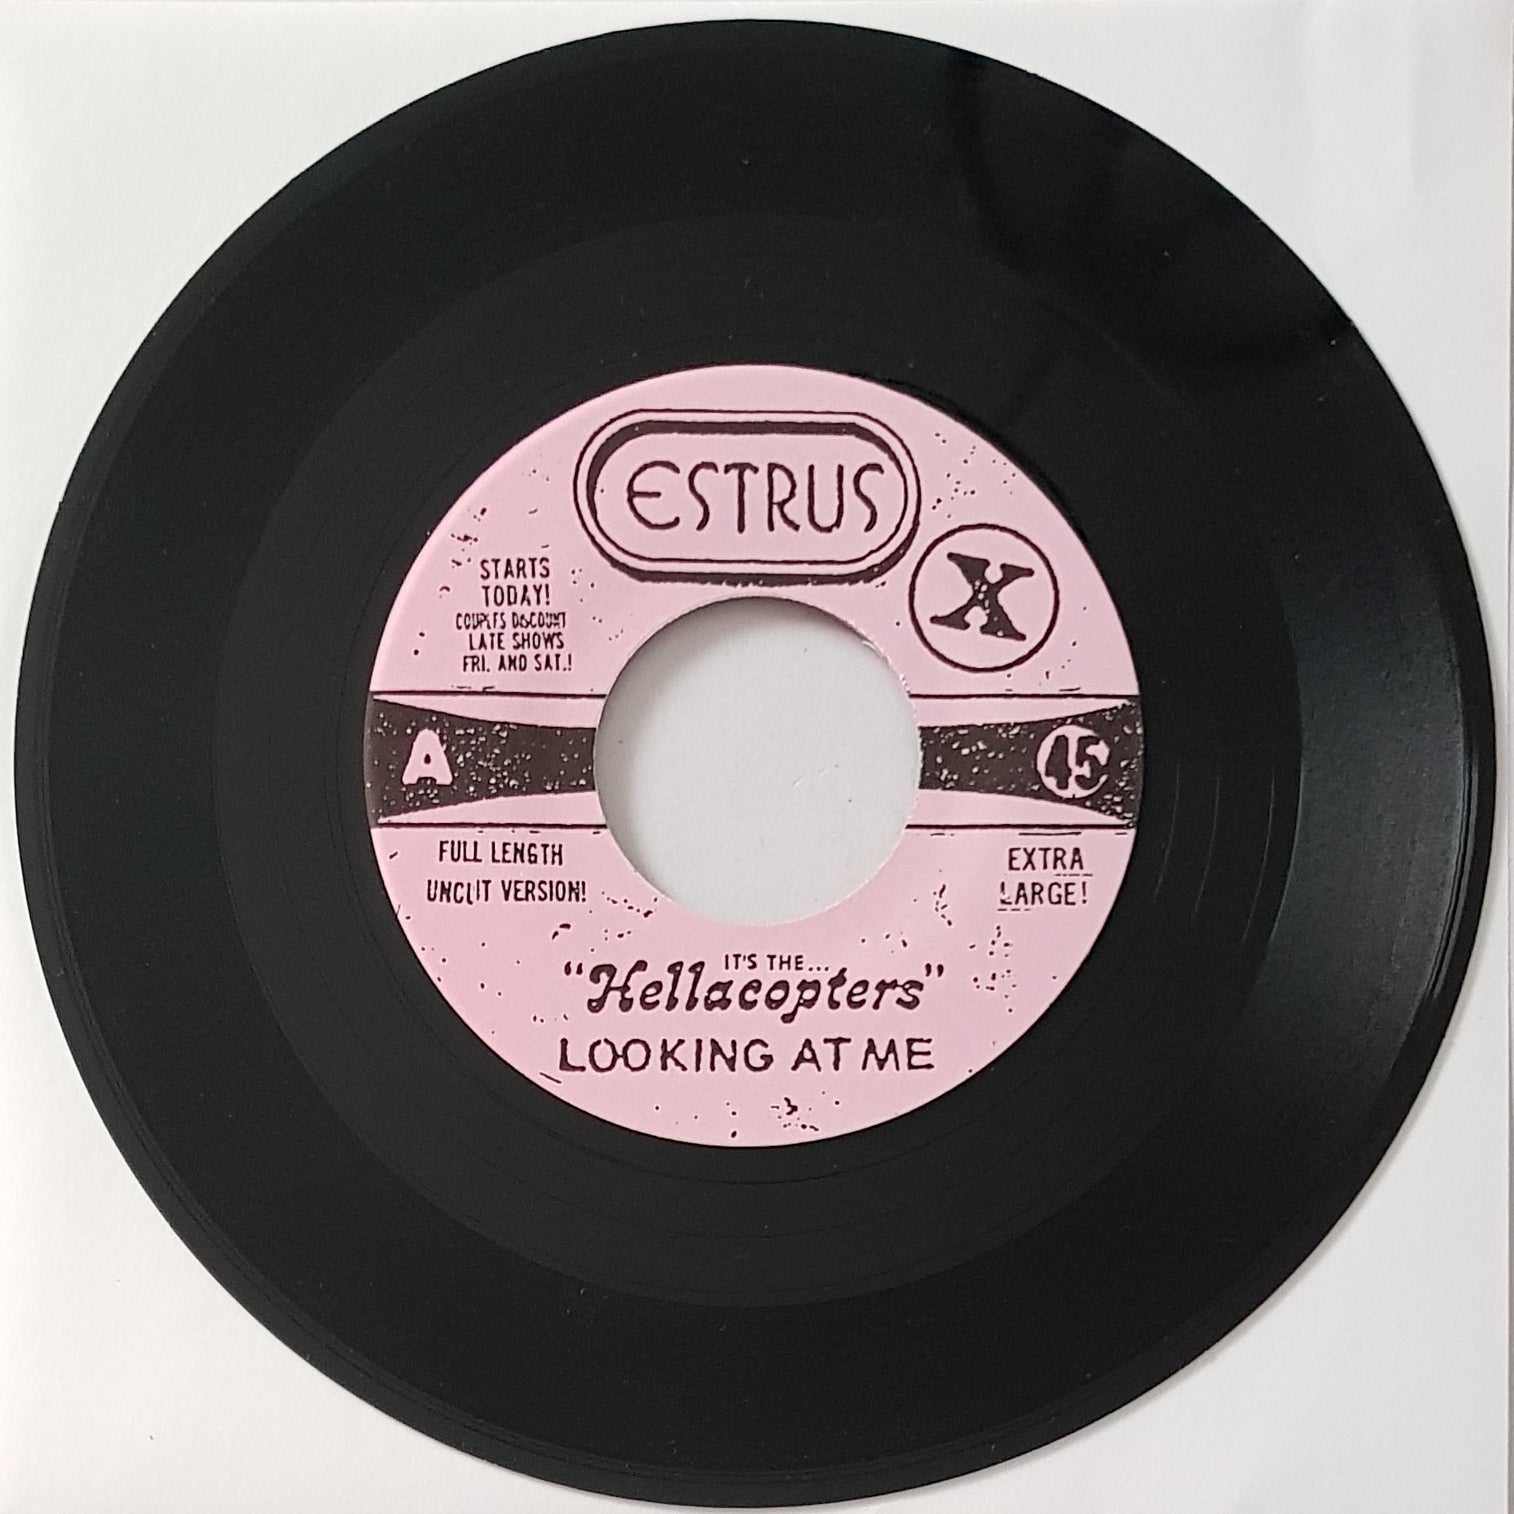 ESTRUS
X
STARTS
TODAY!
COUPLES DISCOUNT
LATE SHOWS
FRI. AND SAT.!
A
45
FULL LENGTH
UNCUT VERSION!
EXTRA
LARGE!
IT'S THE...
"Hellacopters"
LOOKING AT ME